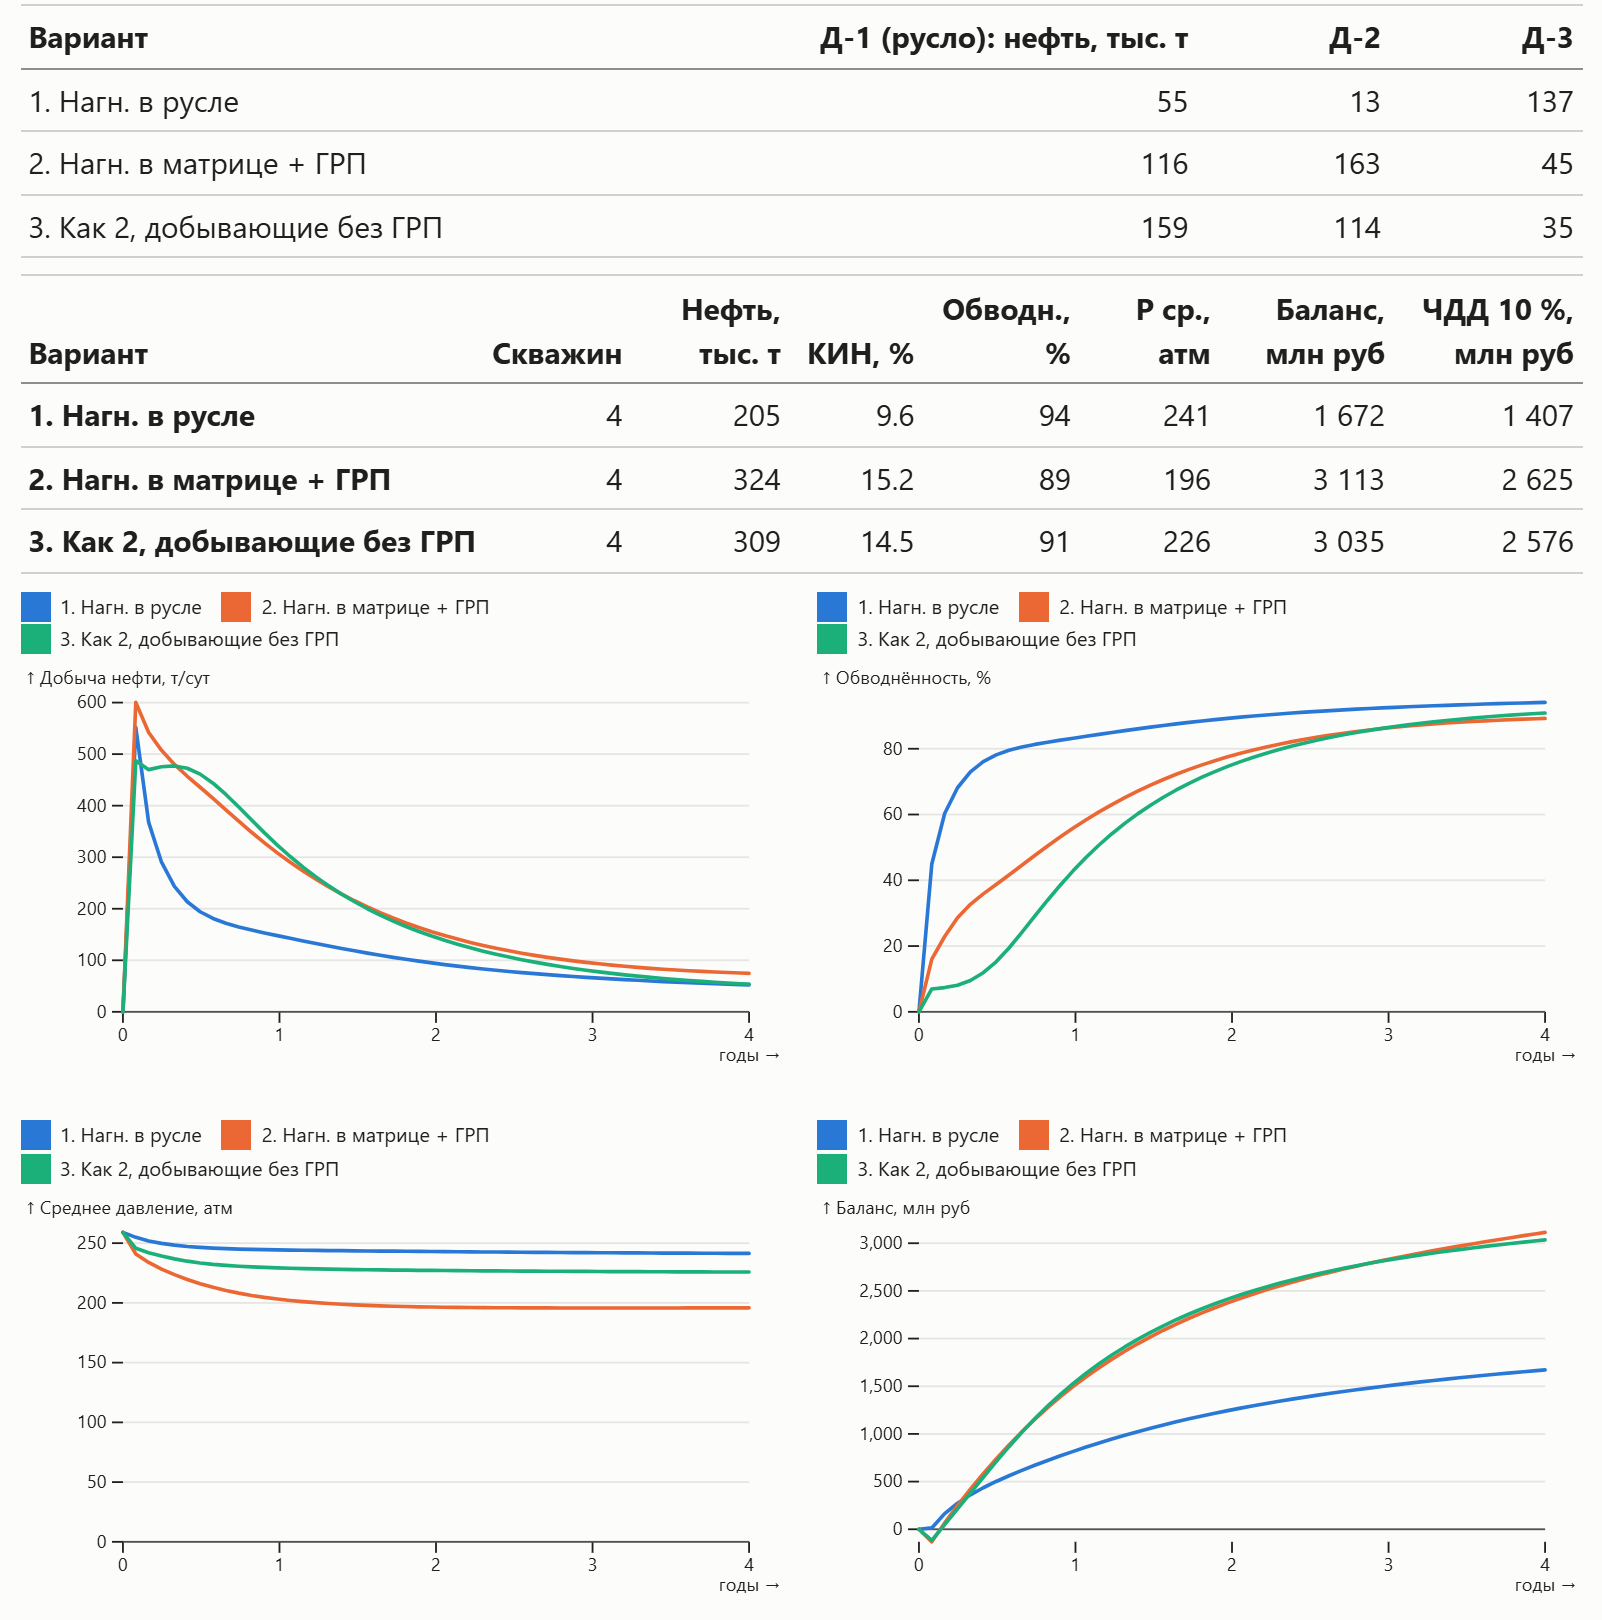 Вариант Д-1 (русло): нефть, тыс. т Д-2 Д-3
1. Нагн. в русле 55 13 137
2. Нагн. в матрице + ГРП 116 163 45
3. Как 2, добывающие без ГРП 159 114 35
Нефть, Обводн., Р ср., Баланс, ЧДД 10 %,
Вариант Скважин тыс. т КИН, % % атм млн руб млн руб
1. Нагн. в русле 4 205 9.6 94 241 1 672 1 407
2. Нагн. в матрице + ГРП 4 324 15.2 89 196 3 113 2 625
3. Как 2, добывающие без ГРП 4 309 14.5 91 226 3 035 2 576
1. Нагн. в русле 2. Нагн. в матрице + ГРП
3. Как 2, добывающие без ГРП
↑ Добыча нефти, т/сут
600
500
400
300
200
100
0
0 1 2 3 4
годы →
1. Нагн. в русле 2. Нагн. в матрице + ГРП
3. Как 2, добывающие без ГРП
↑ Обводнённость, %
80
60
40
20
0
0 1 2 3 4
годы →
1. Нагн. в русле 2. Нагн. в матрице + ГРП
3. Как 2, добывающие без ГРП
↑ Среднее давление, атм
250
200
150
100
50
0
0 1 2 3 4
годы →
1. Нагн. в русле 2. Нагн. в матрице + ГРП
3. Как 2, добывающие без ГРП
↑ Баланс, млн руб
3,000
2,500
2,000
1,500
1,000
500
0
0 1 2 3 4
годы →